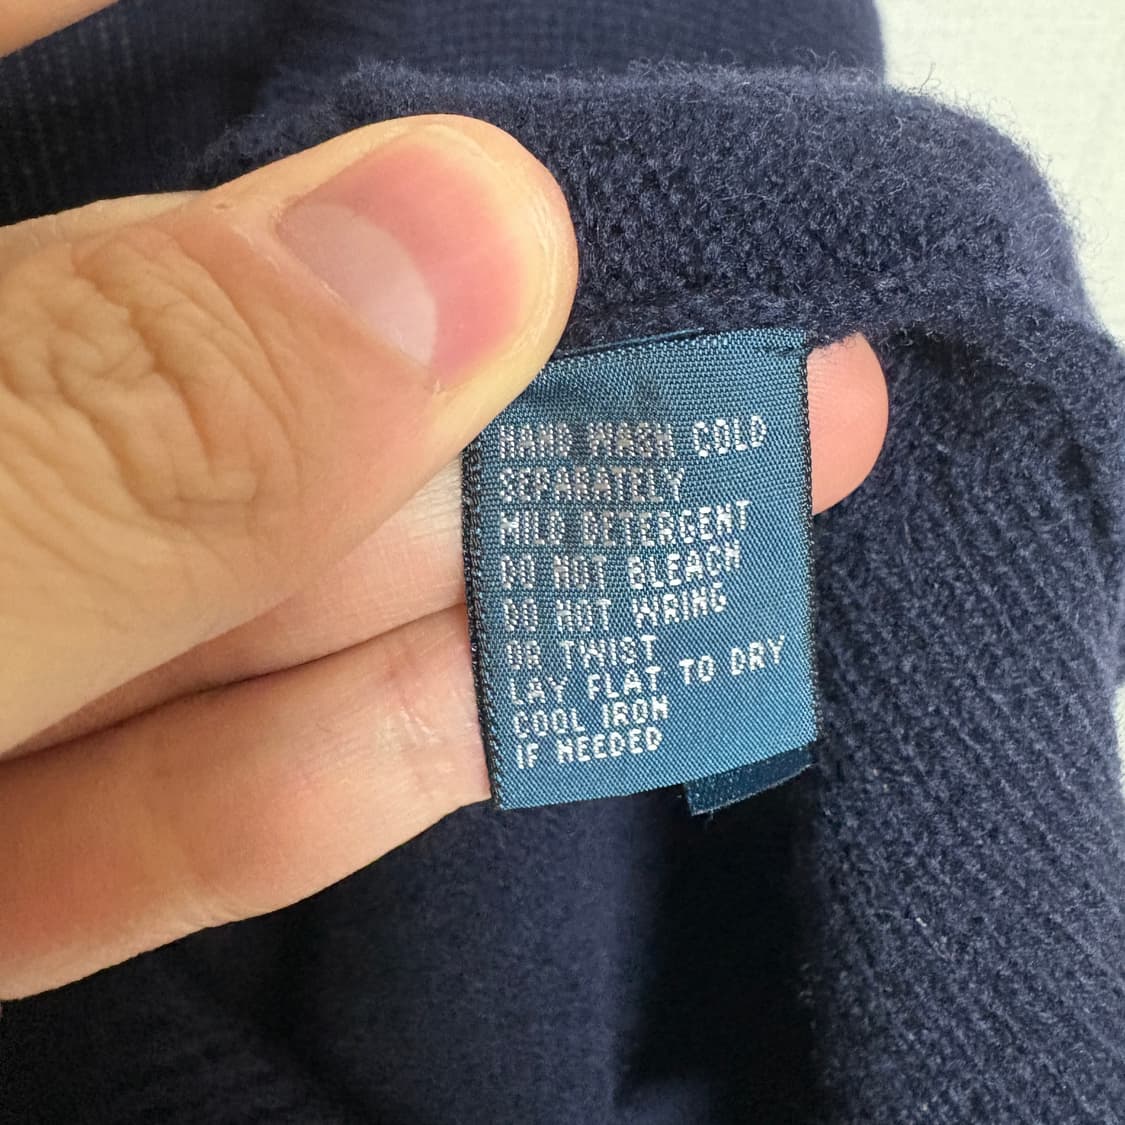 HAND WASH COLD
SEPARATELY
MILD DETERGENT
DO NOT BLEACH
DO NOT WRING
OR TWIST
LAY FLAT TO DRY
COOL IRON
IF NEEDED